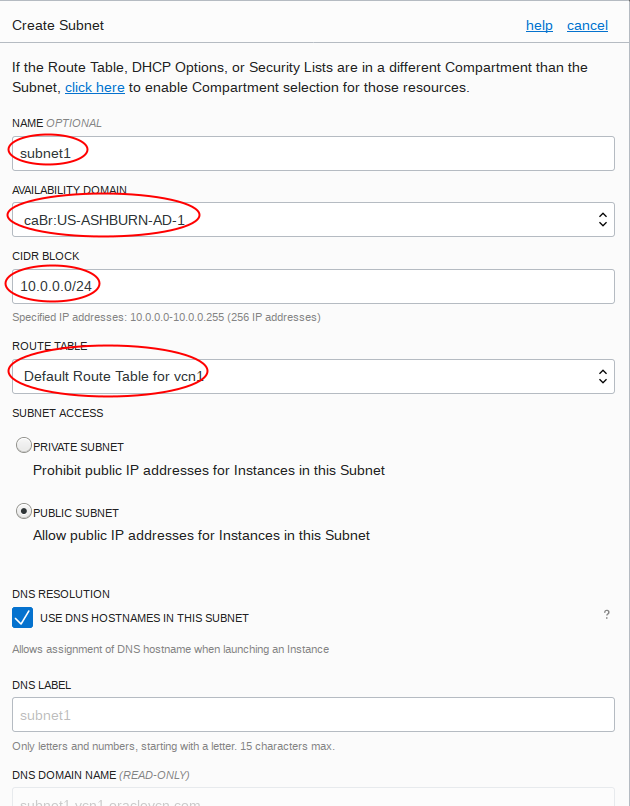 Create Subnet help cancel
If the Route Table, DHCP Options, or Security Lists are in a different Compartment than the
Subnet, click here to enable Compartment selection for those resources.
NAME OPTIONAL
subnet1
AVAILABILITY DOMAIN
caBr:US-ASHBURN-AD-1
CIDR BLOCK
10.0.0.0/24
Specified IP addresses: 10.0.0.0-10.0.0.255 (256 IP addresses)
ROUTE TABLE
Default Route Table for vcn1
SUBNET ACCESS
PRIVATE SUBNET
Prohibit public IP addresses for Instances in this Subnet
PUBLIC SUBNET
Allow public IP addresses for Instances in this Subnet
DNS RESOLUTION
USE DNS HOSTNAMES IN THIS SUBNET ?
Allows assignment of DNS hostname when launching an Instance
DNS LABEL
subnet1
Only letters and numbers, starting with a letter. 15 characters max.
DNS DOMAIN NAME (READ-ONLY)
subnet1.vcn1.oraclevcn.com